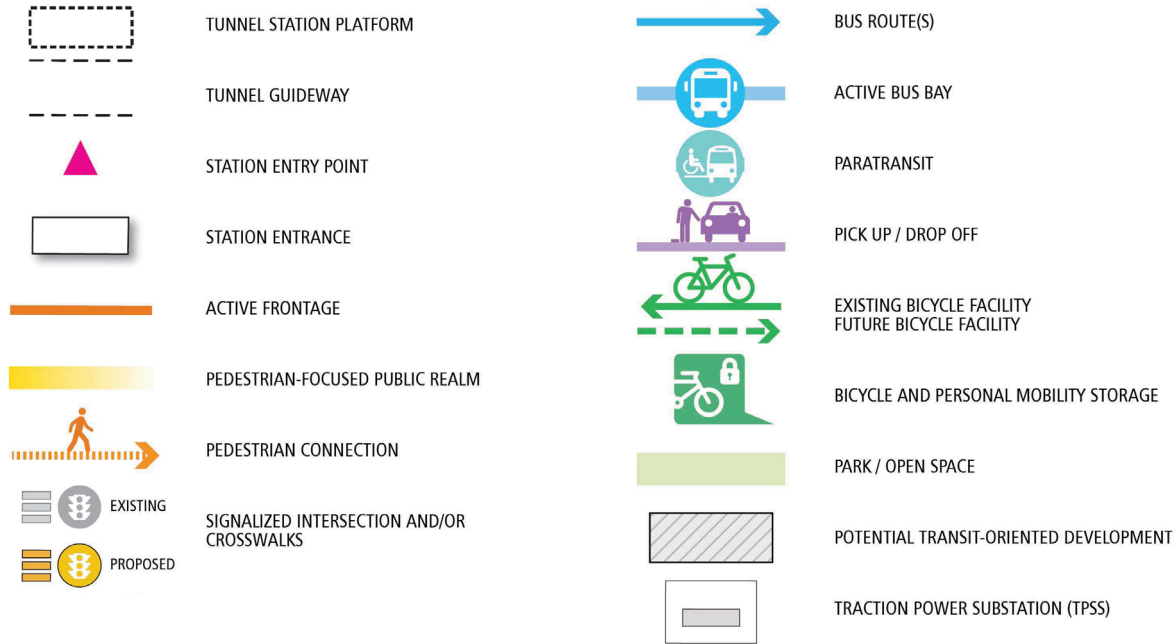 TUNNEL STATION PLATFORM
TUNNEL GUIDEWAY
STATION ENTRY POINT
STATION ENTRANCE
ACTIVE FRONTAGE
PEDESTRIAN-FOCUSED PUBLIC REALM
PEDESTRIAN CONNECTION
EXISTING
PROPOSED
SIGNALIZED INTERSECTION AND/OR
CROSSWALKS
BUS ROUTE(S)
ACTIVE BUS BAY
PARATRANSIT
PICK UP / DROP OFF
EXISTING BICYCLE FACILITY
FUTURE BICYCLE FACILITY
BICYCLE AND PERSONAL MOBILITY STORAGE
PARK / OPEN SPACE
POTENTIAL TRANSIT-ORIENTED DEVELOPMENT
TRACTION POWER SUBSTATION (TPSS)